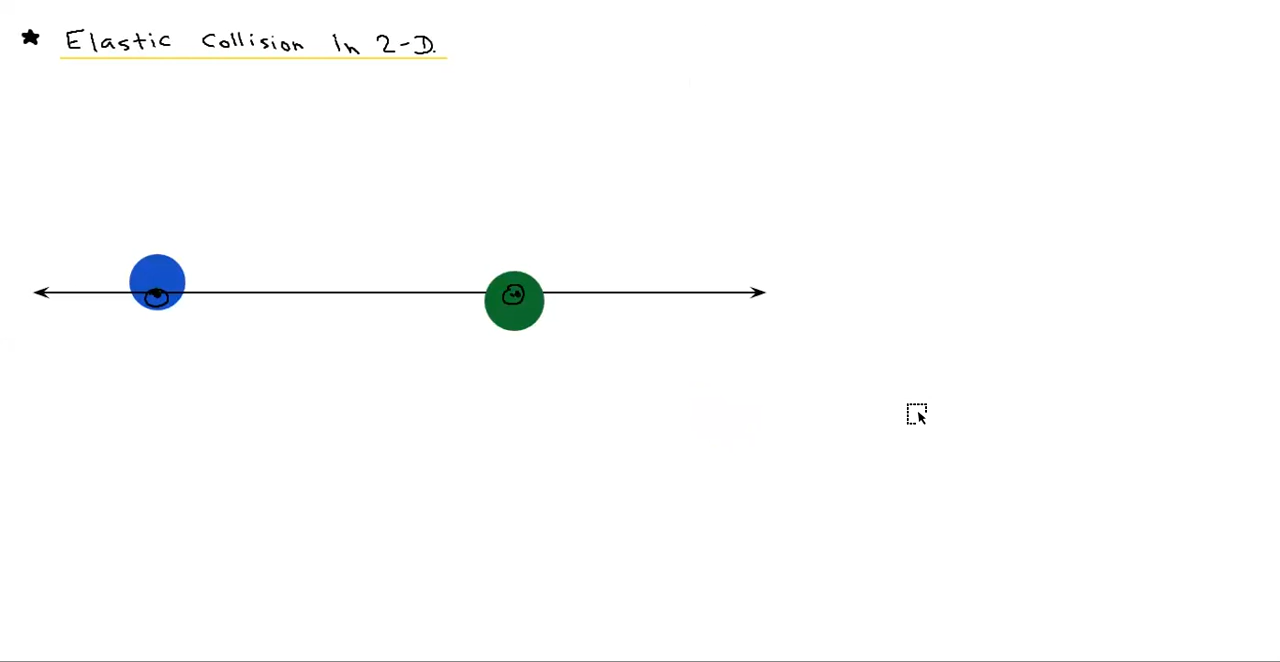 ★ Elastic Collision in 2-D.